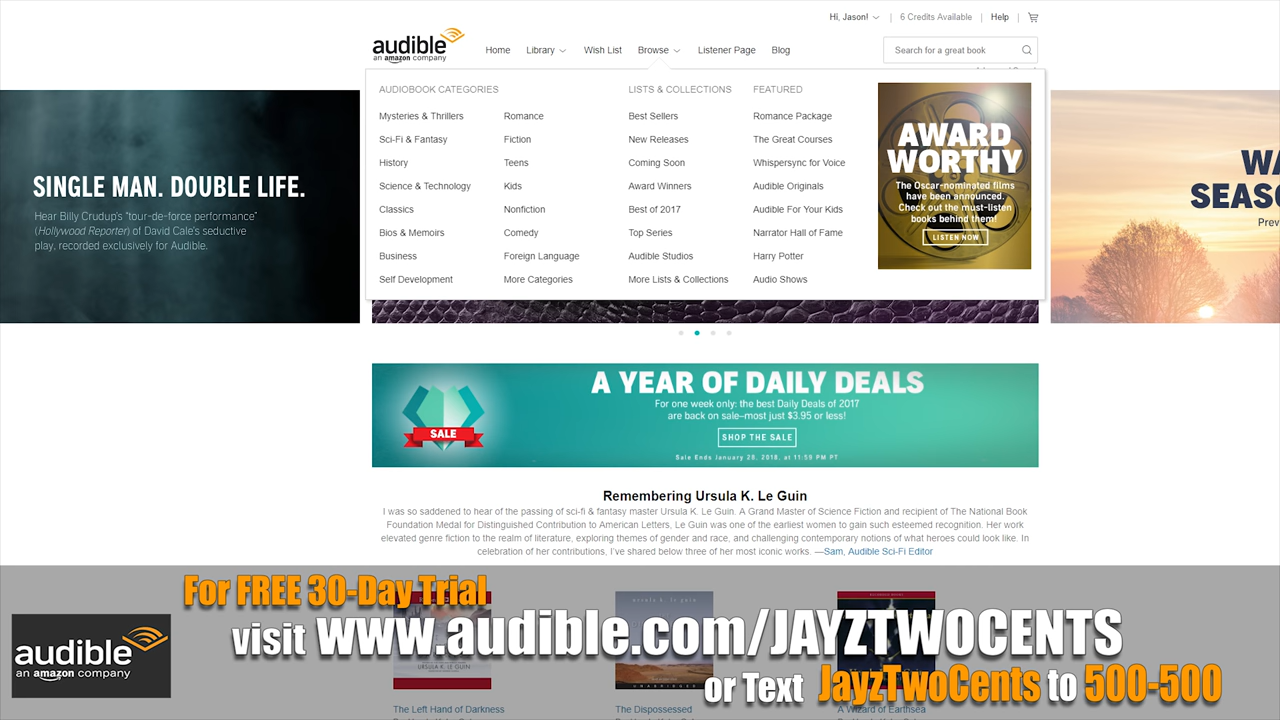 Hi, Jason!
6 Credits Available
Help
audible
an amazon company
Home
Library
Wish List
Browse
Listener Page
Blog
Search for a great book
AUDIOBOOK CATEGORIES
Mysteries & Thrillers
Sci-Fi & Fantasy
History
Science & Technology
Classics
Bios & Memoirs
Business
Self Development
Romance
Fiction
Teens
Kids
Nonfiction
Comedy
Foreign Language
More Categories
LISTS & COLLECTIONS
Best Sellers
New Releases
Coming Soon
Award Winners
Best of 2017
Top Series
Audible Studios
More Lists & Collections
FEATURED
Romance Package
The Great Courses
Whispersync for Voice
Audible Originals
Audible For Your Kids
Narrator Hall of Fame
Harry Potter
Audio Shows
AWARD
WORTHY
The Oscar-nominated films
have been announced.
Check out the must-listen
books behind them!
LISTEN NOW
SINGLE MAN. DOUBLE LIFE.
Hear Billy Crudup's "tour-de-force performance"
(Hollywood Reporter) of David Cale's seductive
play, recorded exclusively for Audible.
WA
SEASO
Prev
A YEAR OF DAILY DEALS
For one week only: the best Daily Deals of 2017
are back on sale–most just $3.95 or less!
SALE
SHOP THE SALE
Sale Ends January 28, 2018, at 11:59 PM PT
Remembering Ursula K. Le Guin
I was so saddened to hear of the passing of sci-fi & fantasy master Ursula K. Le Guin. A Grand Master of Science Fiction and recipient of The National Book
Foundation Medal for Distinguished Contribution to American Letters, Le Guin was one of the earliest women to gain such esteemed recognition. Her work
elevated genre fiction to the realm of literature, exploring themes of gender and race, and challenging contemporary notions of what heroes could look like. In
celebration of her contributions, I've shared below three of her most iconic works. —Sam, Audible Sci-Fi Editor
For FREE 30-Day Trial
visit www.audible.com/JAYZTWOCENTS
or Text JayzTwoCents to 500-500
audible
an amazon company
URSULA K. LE GUIN
ursula k. le guin
UNABRIDGED
The Left Hand of Darkness
The Dispossessed
A Wizard of Earthsea